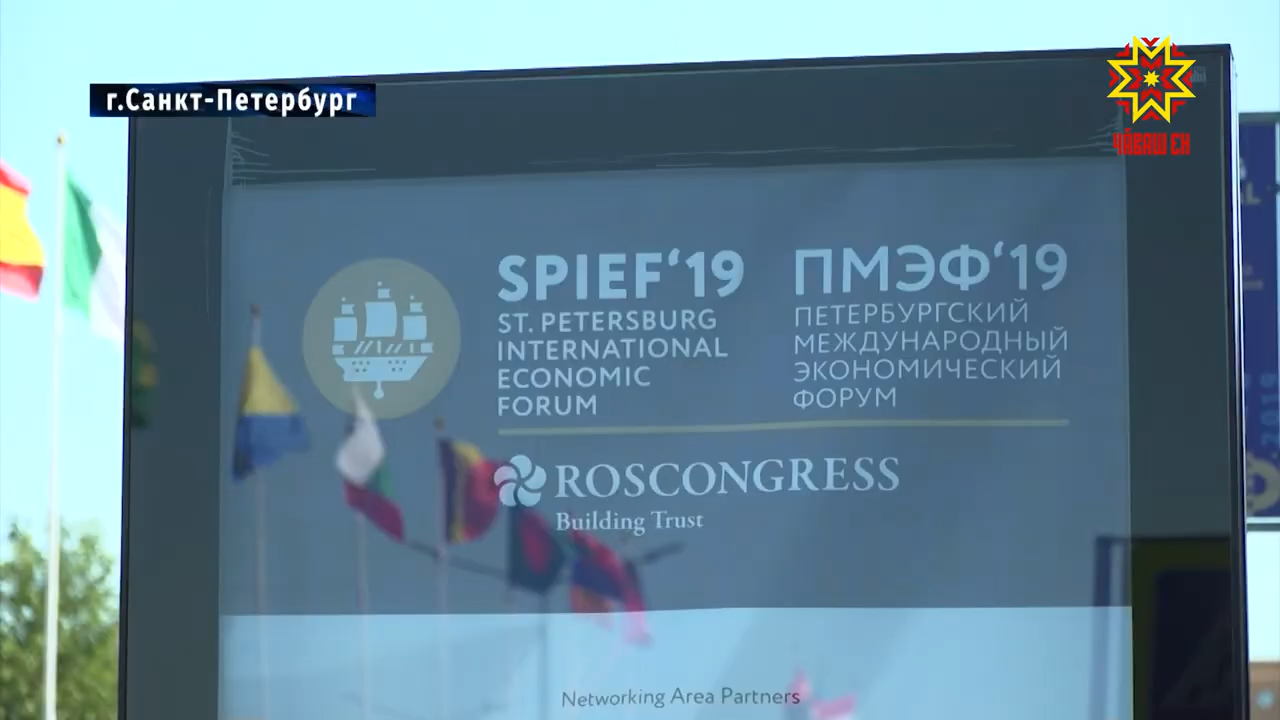 г.Санкт-Петербург
ЧĂВАШ ЕН
SPIEF‘19
ST. PETERSBURG
INTERNATIONAL
ECONOMIC
FORUM
ПМЭФ‘19
ПЕТЕРБУРГСКИЙ
МЕЖДУНАРОДНЫЙ
ЭКОНОМИЧЕСКИЙ
ФОРУМ
ROSCONGRESS
Building Trust
Networking Area Partners